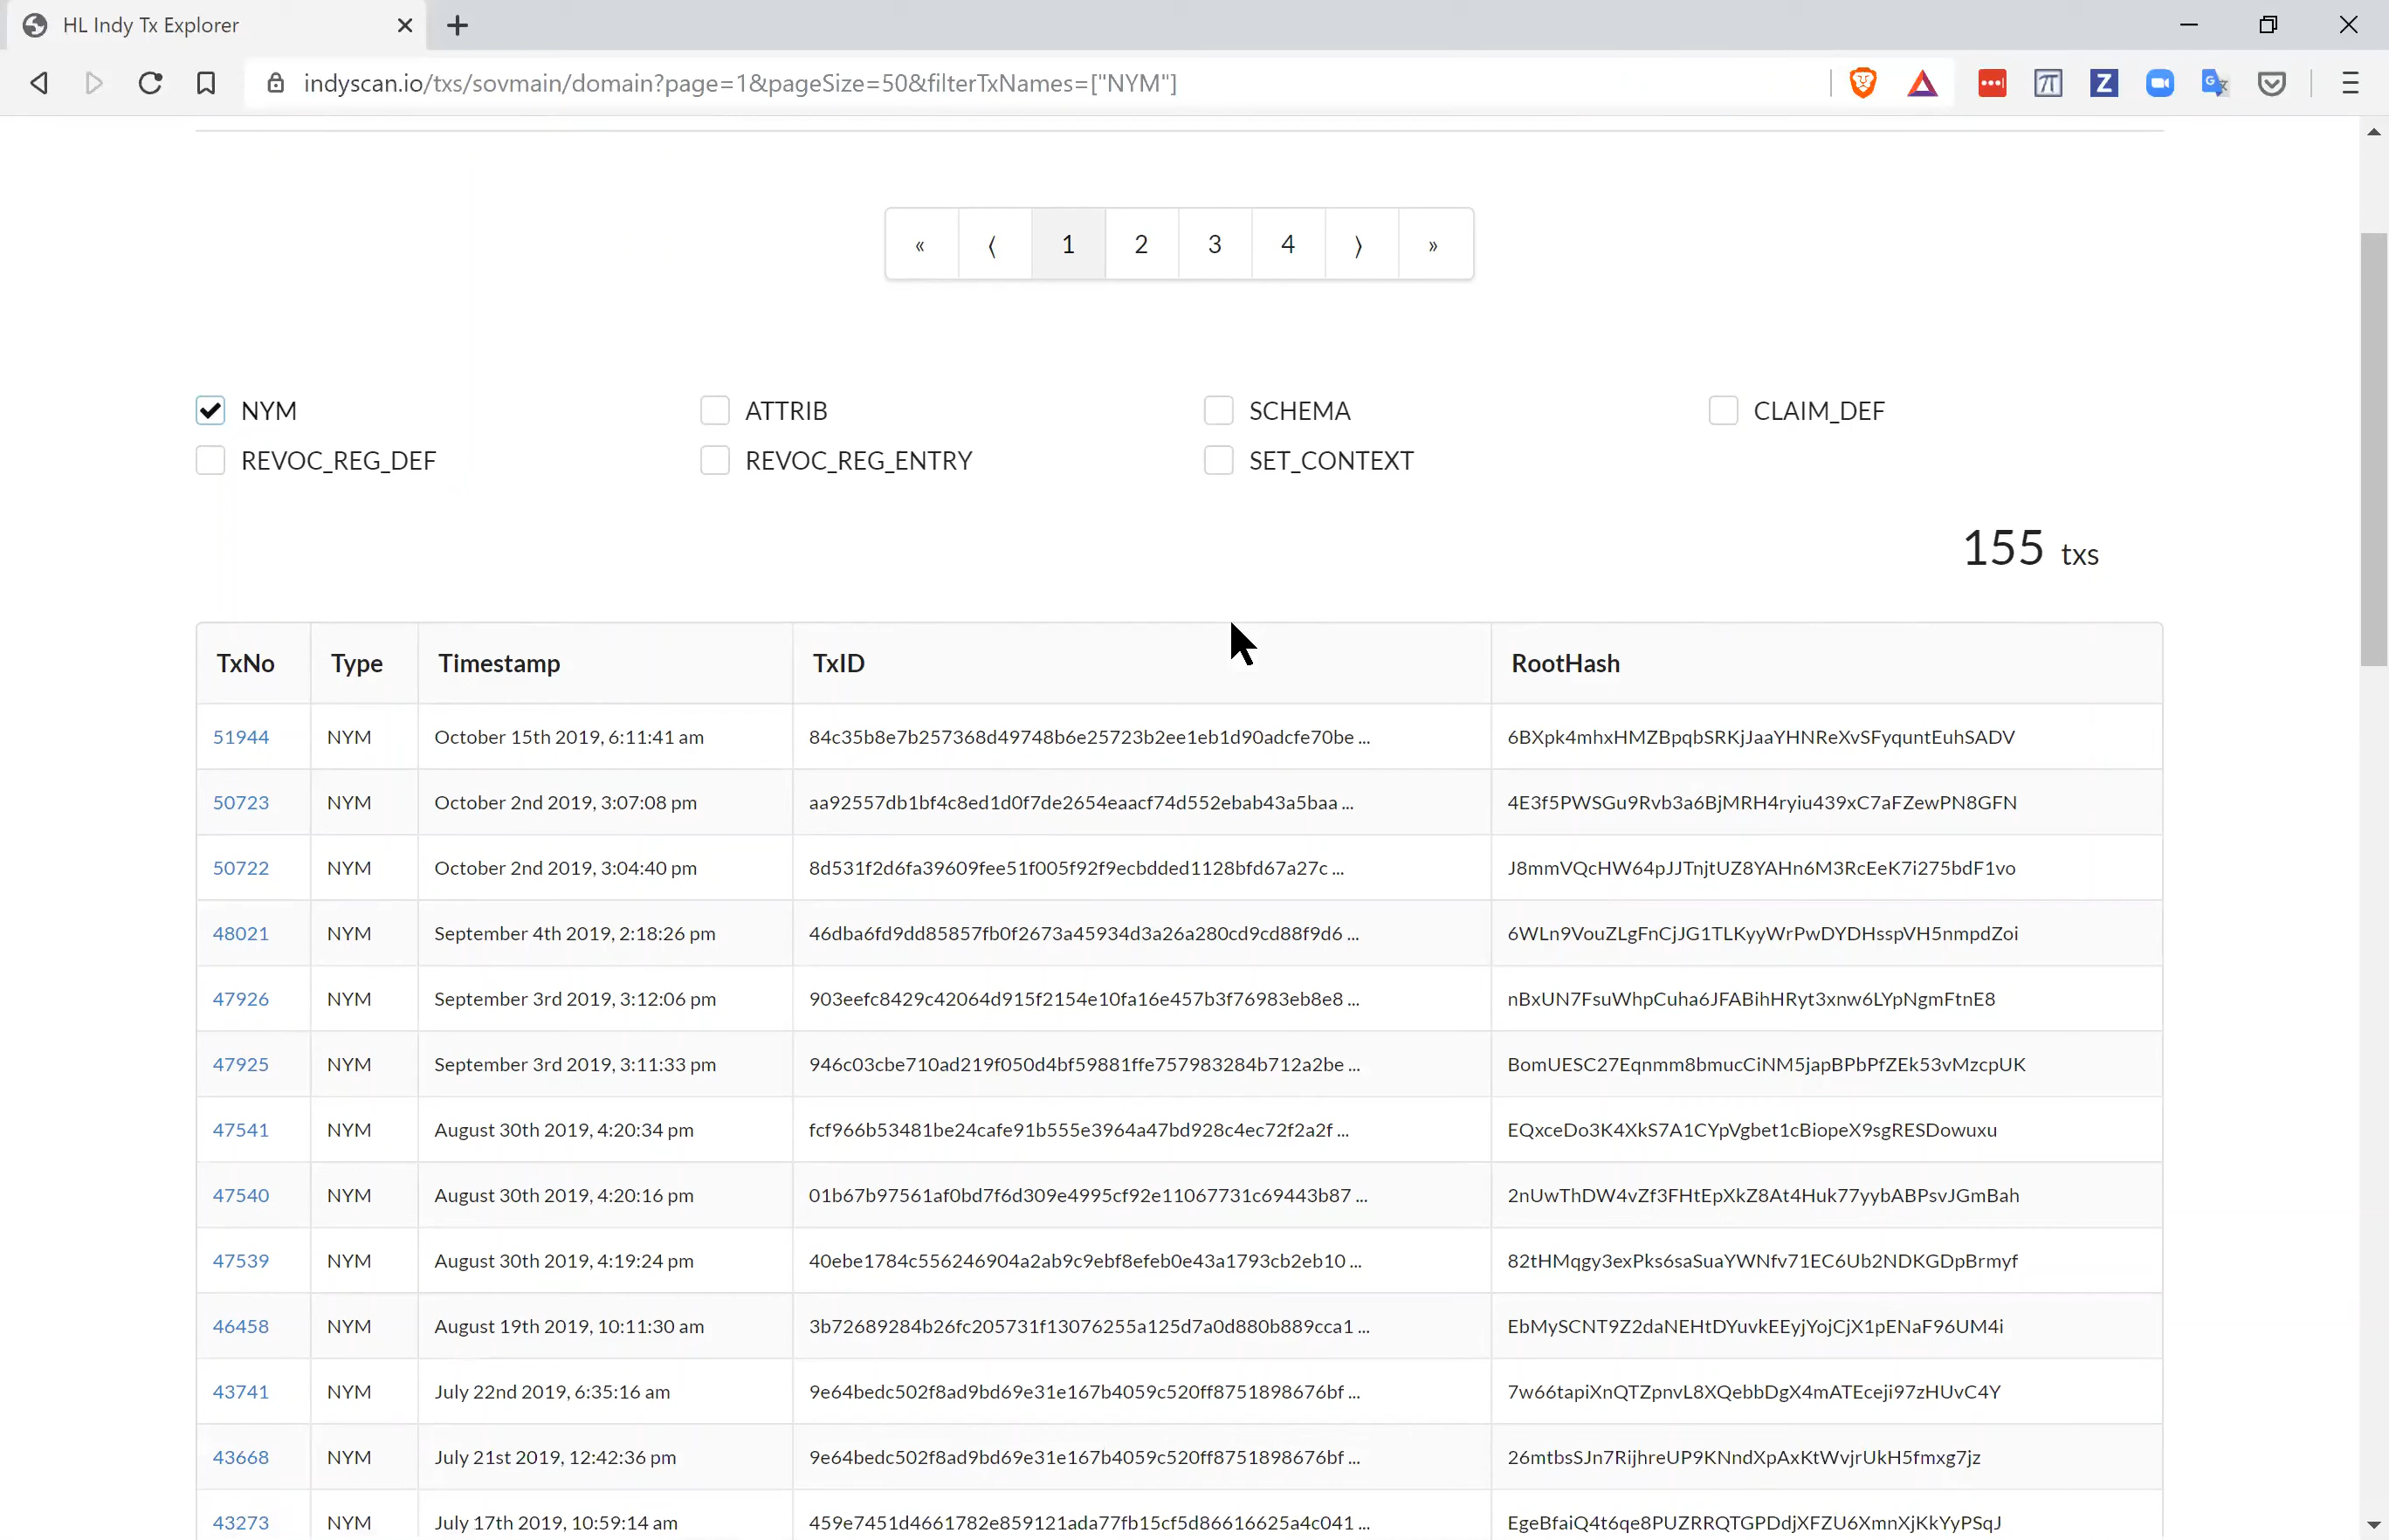 HL Indy Tx Explorer
indyscan.io/txs/sovmain/domain?page=1&pageSize=50&filterTxNames=["NYM"]
« ⟨ 1 2 3 4 ⟩ »
NYM ATTRIB SCHEMA CLAIM_DEF
REVOC_REG_DEF REVOC_REG_ENTRY SET_CONTEXT
155 txs
TxNo Type Timestamp TxID RootHash
51944 NYM October 15th 2019, 6:11:41 am 84c35b8e7b257368d49748b6e25723b2ee1eb1d90adcfe70be ... 6BXpk4mhxHMZBpqbSRKjJaaYHNReXvSFyquntEuhSADV
50723 NYM October 2nd 2019, 3:07:08 pm aa92557db1bf4c8ed1d0f7de2654eaacf74d552ebab43a5baa ... 4E3f5PWSGu9Rvb3a6BjMRH4ryiu439xC7aFZewPN8GFN
50722 NYM October 2nd 2019, 3:04:40 pm 8d531f2d6fa39609fee51f005f92f9ecbdded1128bfd67a27c ... J8mmVQcHW64pJJTnjtUZ8YAHn6M3RcEeK7i275bdF1vo
48021 NYM September 4th 2019, 2:18:26 pm 46dba6fd9dd85857fb0f2673a45934d3a26a280cd9cd88f9d6 ... 6WLn9VouZLgFnCjJG1TLKyyWrPwDYDHsspVH5nmpdZoi
47926 NYM September 3rd 2019, 3:12:06 pm 903eefc8429c42064d915f2154e10fa16e457b3f76983eb8e8 ... nBxUN7FsuWhpCuha6JFABihHRyt3xnw6LYpNgmFtnE8
47925 NYM September 3rd 2019, 3:11:33 pm 946c03cbe710ad219f050d4bf59881ffe757983284b712a2be ... BomUESC27Eqnmm8bmucCiNM5japBPbPfZEk53vMzcpUK
47541 NYM August 30th 2019, 4:20:34 pm fcf966b53481be24cafe91b555e3964a47bd928c4ec72f2a2f ... EQxceDo3K4XkS7A1CYpVgbet1cBiopeX9sgRESDowuxu
47540 NYM August 30th 2019, 4:20:16 pm 01b67b97561af0bd7f6d309e4995cf92e11067731c69443b87 ... 2nUwThDW4vZf3FHtEpXkZ8At4Huk77yybABPsvJGmBah
47539 NYM August 30th 2019, 4:19:24 pm 40ebe1784c556246904a2ab9c9ebf8efeb0e43a1793cb2eb10 ... 82tHMqgy3exPks6saSuaYWNfv71EC6Ub2NDKGDpBrmyf
46458 NYM August 19th 2019, 10:11:30 am 3b72689284b26fc205731f13076255a125d7a0d880b889cca1 ... EbMySCNT9Z2daNEHtDYuvkEEyjYojCjX1pENaF96UM4i
43741 NYM July 22nd 2019, 6:35:16 am 9e64bedc502f8ad9bd69e31e167b4059c520ff8751898676bf ... 7w66tapiXnQTZpnvL8XQebbDgX4mATEceji97zHUvC4Y
43668 NYM July 21st 2019, 12:42:36 pm 9e64bedc502f8ad9bd69e31e167b4059c520ff8751898676bf ... 26mtbsSJn7RijhreUP9KNndXpAxKtWvjrUkH5fmxg7jz
43273 NYM July 17th 2019, 10:59:14 am 459e7451d4661782e859121ada77fb15cf5d86616625a4c041 ... EgeBfaiQ4t6qe8PUZRRQTGPDdjXFZU6XmnXjKkYyPSqJ